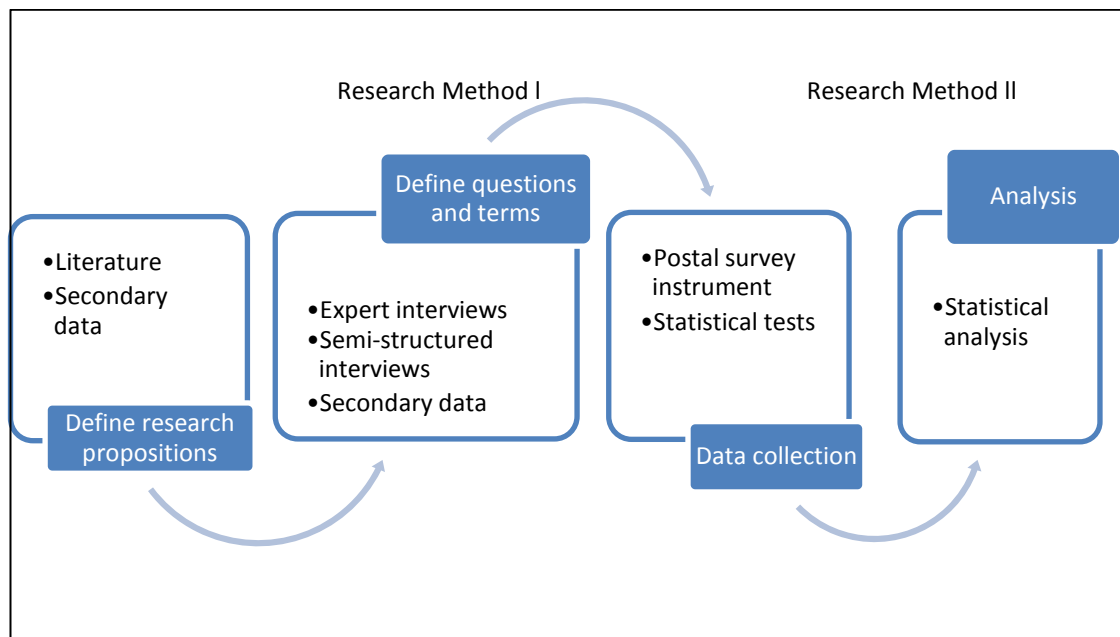 Research Method I
Research Method II
•Literature
•Secondary
data
Define research
propositions
Define questions
and terms
•Expert interviews
•Semi-structured
interviews
•Secondary data
•Postal survey
instrument
•Statistical tests
Data collection
Analysis
•Statistical
analysis